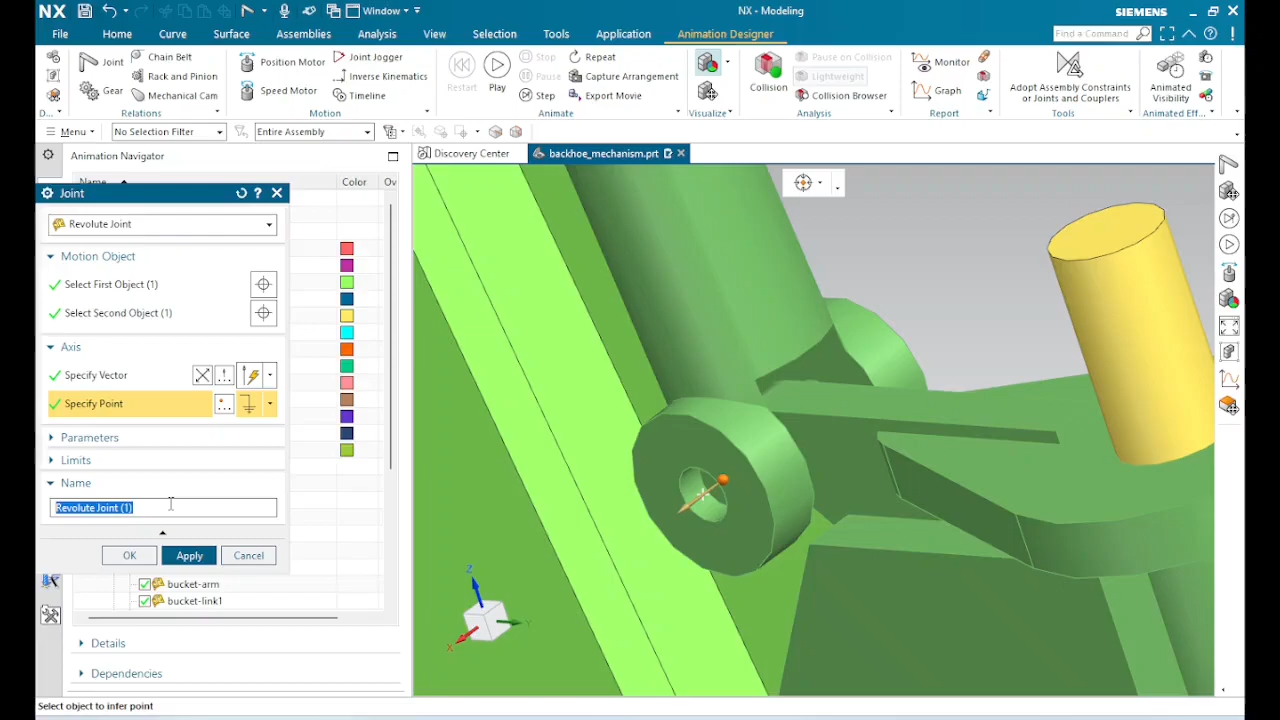 NX
Window
NX - Modeling
SIEMENS
File
Home
Curve
Surface
Assemblies
Analysis
View
Selection
Tools
Application
Animation Designer
Find a Command
Joint
Gear
Chain Belt
Rack and Pinion
Mechanical Cam
Relations
Position Motor
Speed Motor
Joint Jogger
Inverse Kinematics
Timeline
Motion
Restart
Play
Stop
Pause
Step
Repeat
Capture Arrangement
Export Movie
Animate
Visualize
Collision
Pause on Collision
Lightweight
Collision Browser
Analysis
Monitor
Graph
Report
Adopt Assembly Constraints
or Joints and Couplers
Tools
Animated
Visibility
Animated Eff...
D...
Menu
No Selection Filter
Entire Assembly
Animation Navigator
Discovery Center
backhoe_mechanism.prt
Name
Color
Ov
Joint
Revolute Joint
Motion Object
Select First Object (1)
Select Second Object (1)
Axis
Specify Vector
Specify Point
Parameters
Limits
Name
Revolute Joint (1)
OK
Apply
Cancel
bucket-arm
bucket-link1
Details
Dependencies
Z
Y
X
Select object to infer point